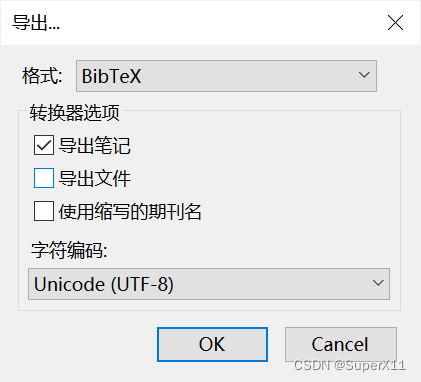 导出...
格式: BibTeX
转换器选项
导出笔记
导出文件
使用缩写的期刊名
字符编码:
Unicode (UTF-8)
OK Cancel
CSDN @SuperX11